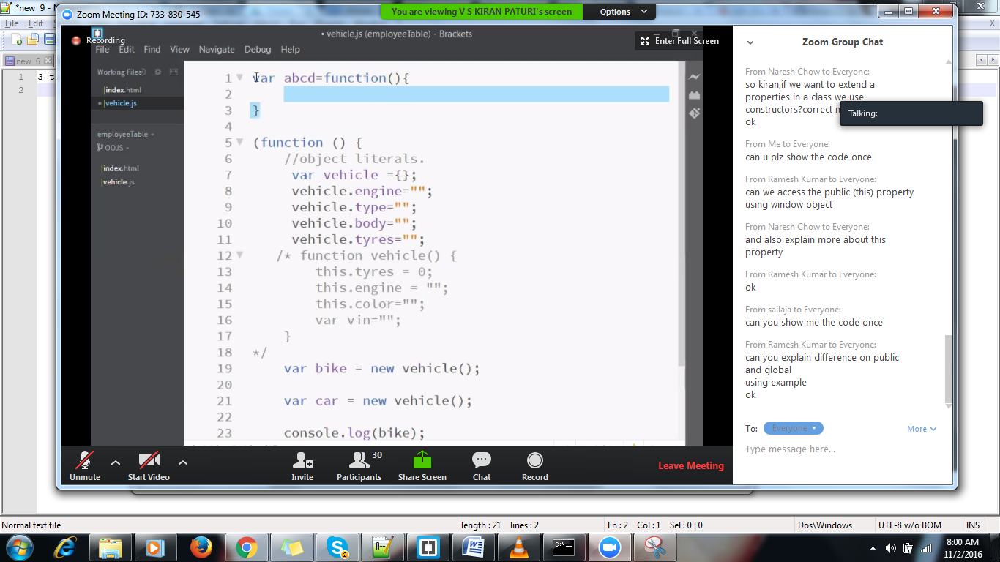 *new 9 - N
File Edit
new 6
1 3 t
2
Zoom Meeting ID: 733-830-545
You are viewing V S KIRAN PATURI's screen
Options
Recording
• vehicle.js (employeeTable) - Brackets
Enter Full Screen
File Edit Find View Navigate Debug Help
Working Files
index.html
• vehicle.js
employeeTable
OOJS
index.html
vehicle.js
1 var abcd=function(){
2
3 }
4
5 (function () {
6 //object literals.
7 var vehicle ={};
8 vehicle.engine="";
9 vehicle.type="";
10 vehicle.body="";
11 vehicle.tyres="";
12 /* function vehicle() {
13 this.tyres = 0;
14 this.engine = "";
15 this.color="";
16 var vin="";
17 }
18 */
19 var bike = new vehicle();
20
21 var car = new vehicle();
22
23 console.log(bike);
Zoom Group Chat
From Naresh Chow to Everyone:
so kiran,if we want to extend a
properties in a class we use
constructors?correct
ok
Talking:
From Me to Everyone:
can u plz show the code once
From Ramesh Kumar to Everyone:
can we access the public (this) property
using window object
From Naresh Chow to Everyone:
and also explain more about this
property
From Ramesh Kumar to Everyone:
ok
From sailaja to Everyone:
can you show me the code once
From Ramesh Kumar to Everyone:
can you explain difference on public
and global
using example
ok
To: Everyone More
Type message here...
Unmute
Start Video
Invite
30
Participants
Share Screen
Chat
Record
Leave Meeting
Normal text file
length : 21 lines : 2
Ln : 2 Col : 1 Sel : 0 | 0
Dos\Windows
UTF-8 w/o BOM
INS
2
C:\_
8:00 AM
11/2/2016